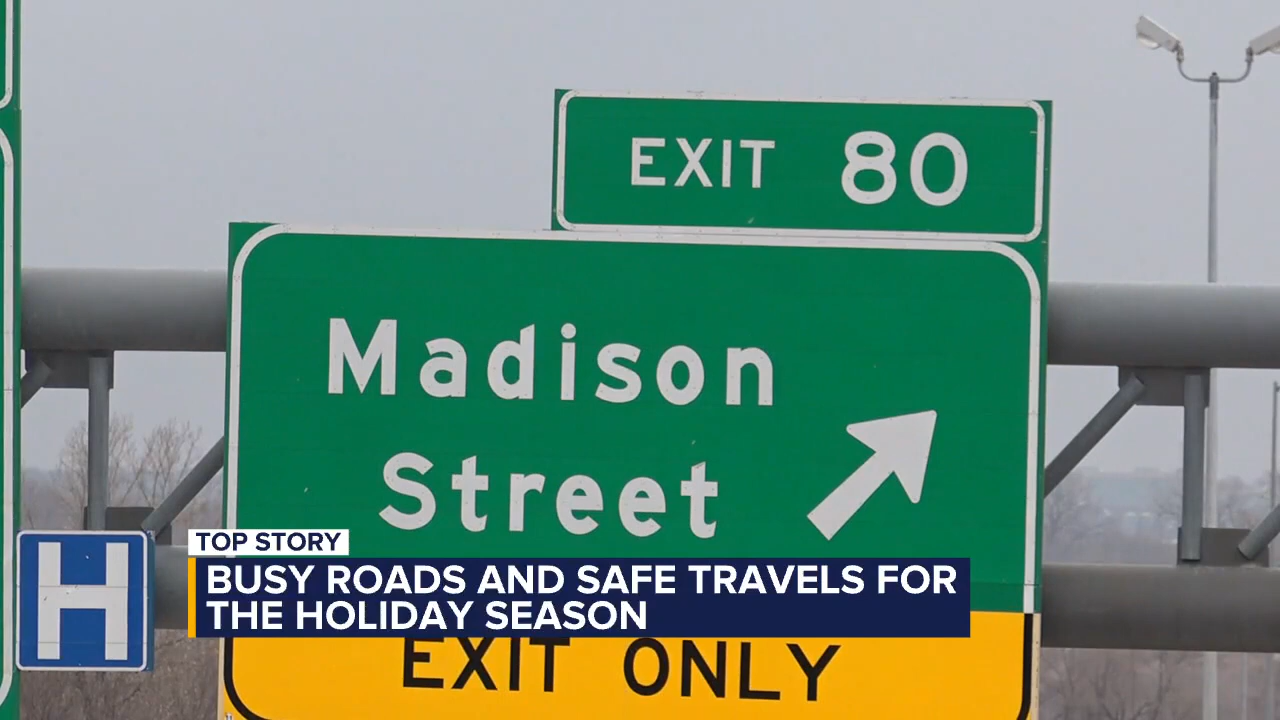 EXIT 80
Madison
Street
H
TOP STORY
BUSY ROADS AND SAFE TRAVELS FOR
THE HOLIDAY SEASON
EXIT ONLY